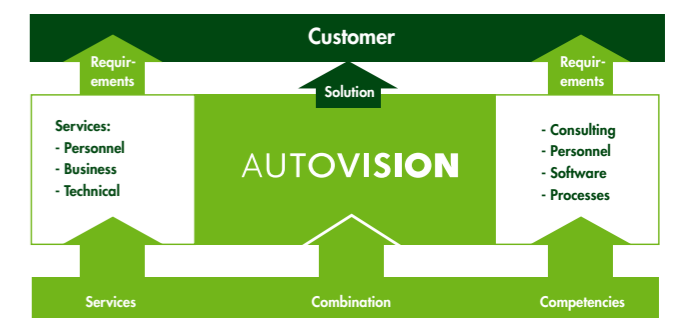 Customer
Requir-
ements
Solution
Requir-
ements
Services:
- Personnel
- Business
- Technical
AUTOVISION
- Consulting
- Personnel
- Software
- Processes
Services
Combination
Competencies